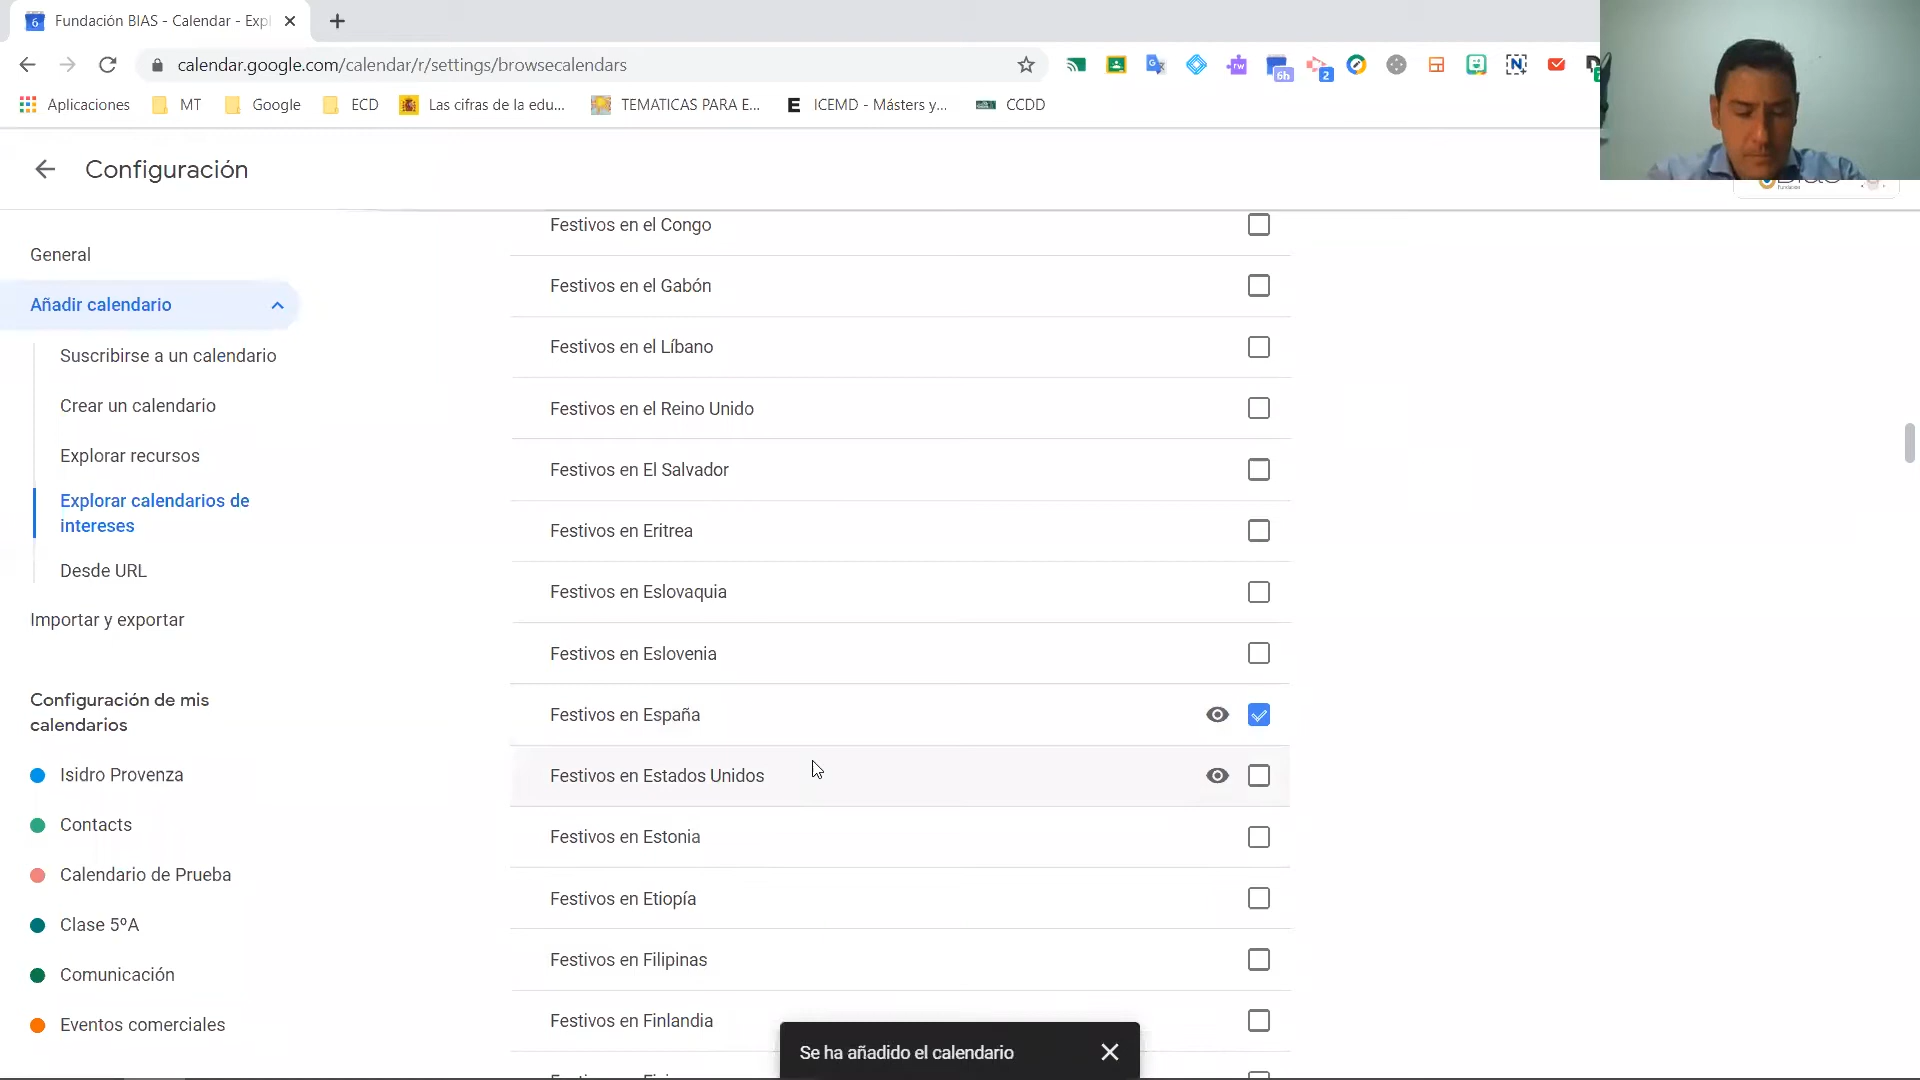 Fundación BIAS - Calendar - Expl
calendar.google.com/calendar/r/settings/browsecalendars
6h
2
Aplicaciones
MT
Google
ECD
Las cifras de la edu...
TEMATICAS PARA E...
ICEMD - Másters y...
CCDD
Configuración
General
Añadir calendario
Suscribirse a un calendario
Crear un calendario
Explorar recursos
Explorar calendarios de
intereses
Desde URL
Importar y exportar
Configuración de mis
calendarios
Isidro Provenza
Contacts
Calendario de Prueba
Clase 5ºA
Comunicación
Eventos comerciales
Festivos en el Congo
Festivos en el Gabón
Festivos en el Líbano
Festivos en el Reino Unido
Festivos en El Salvador
Festivos en Eritrea
Festivos en Eslovaquia
Festivos en Eslovenia
Festivos en España
Festivos en Estados Unidos
Festivos en Estonia
Festivos en Etiopía
Festivos en Filipinas
Festivos en Finlandia
Se ha añadido el calendario